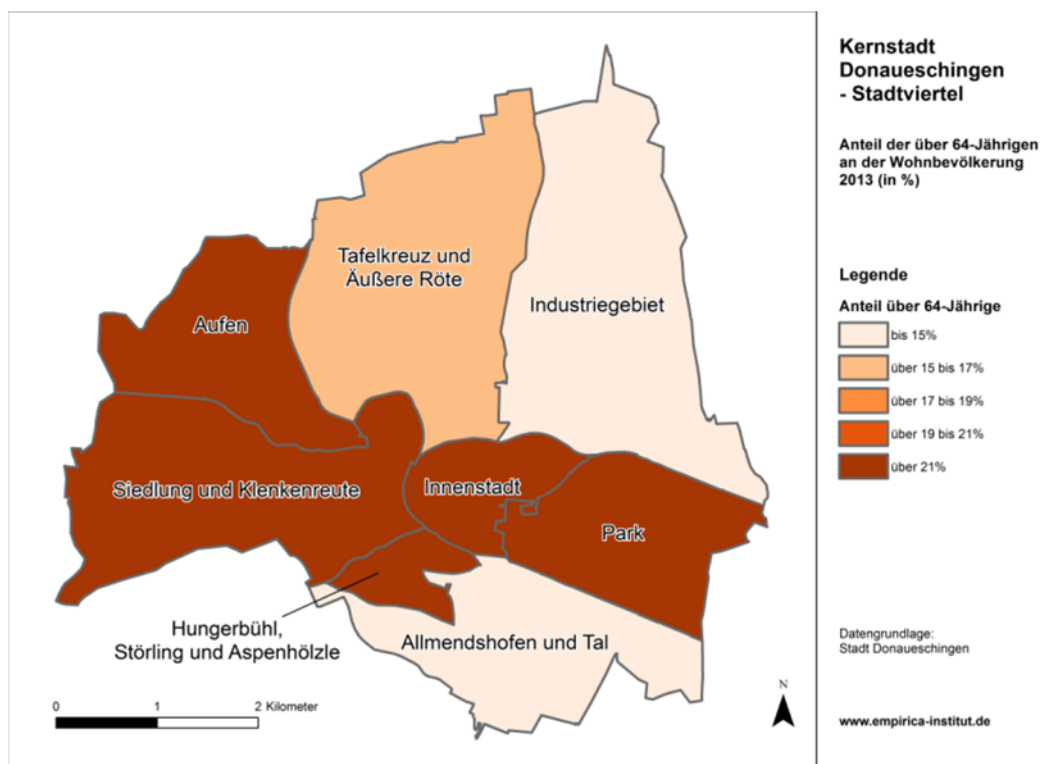 Kernstadt
Donaueschingen
- Stadtviertel
Anteil der über 64-Jährigen
an der Wohnbevölkerung
2013 (in %)
Legende
Anteil über 64-Jährige
bis 15%
über 15 bis 17%
über 17 bis 19%
über 19 bis 21%
über 21%
Datengrundlage:
Stadt Donaueschingen
www.empirica-institut.de
Tafelkreuz und
Äußere Röte
Industriegebiet
Aufen
Siedlung und Klenkenreute
Innenstadt
Park
Hungerbühl,
Störling und Aspenhölzle
Allmendshofen und Tal
0 1 2 Kilometer
N